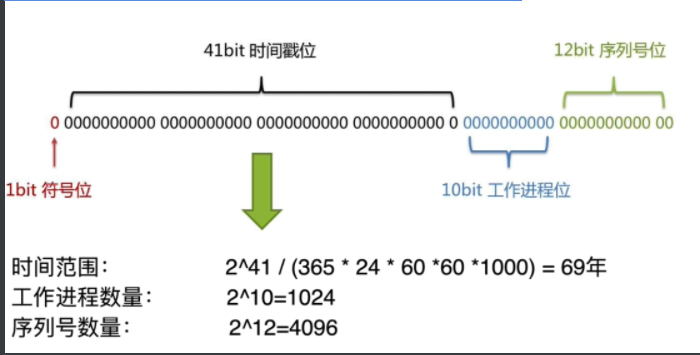 41bit 时间戳位
12bit 序列号位
0 0000000000 0000000000 0000000000 0000000000 0 0000000000 0000000000 00
1bit 符号位
10bit 工作进程位
时间范围： 2^41 / (365 * 24 * 60 *60 *1000) = 69年
工作进程数量： 2^10=1024
序列号数量： 2^12=4096